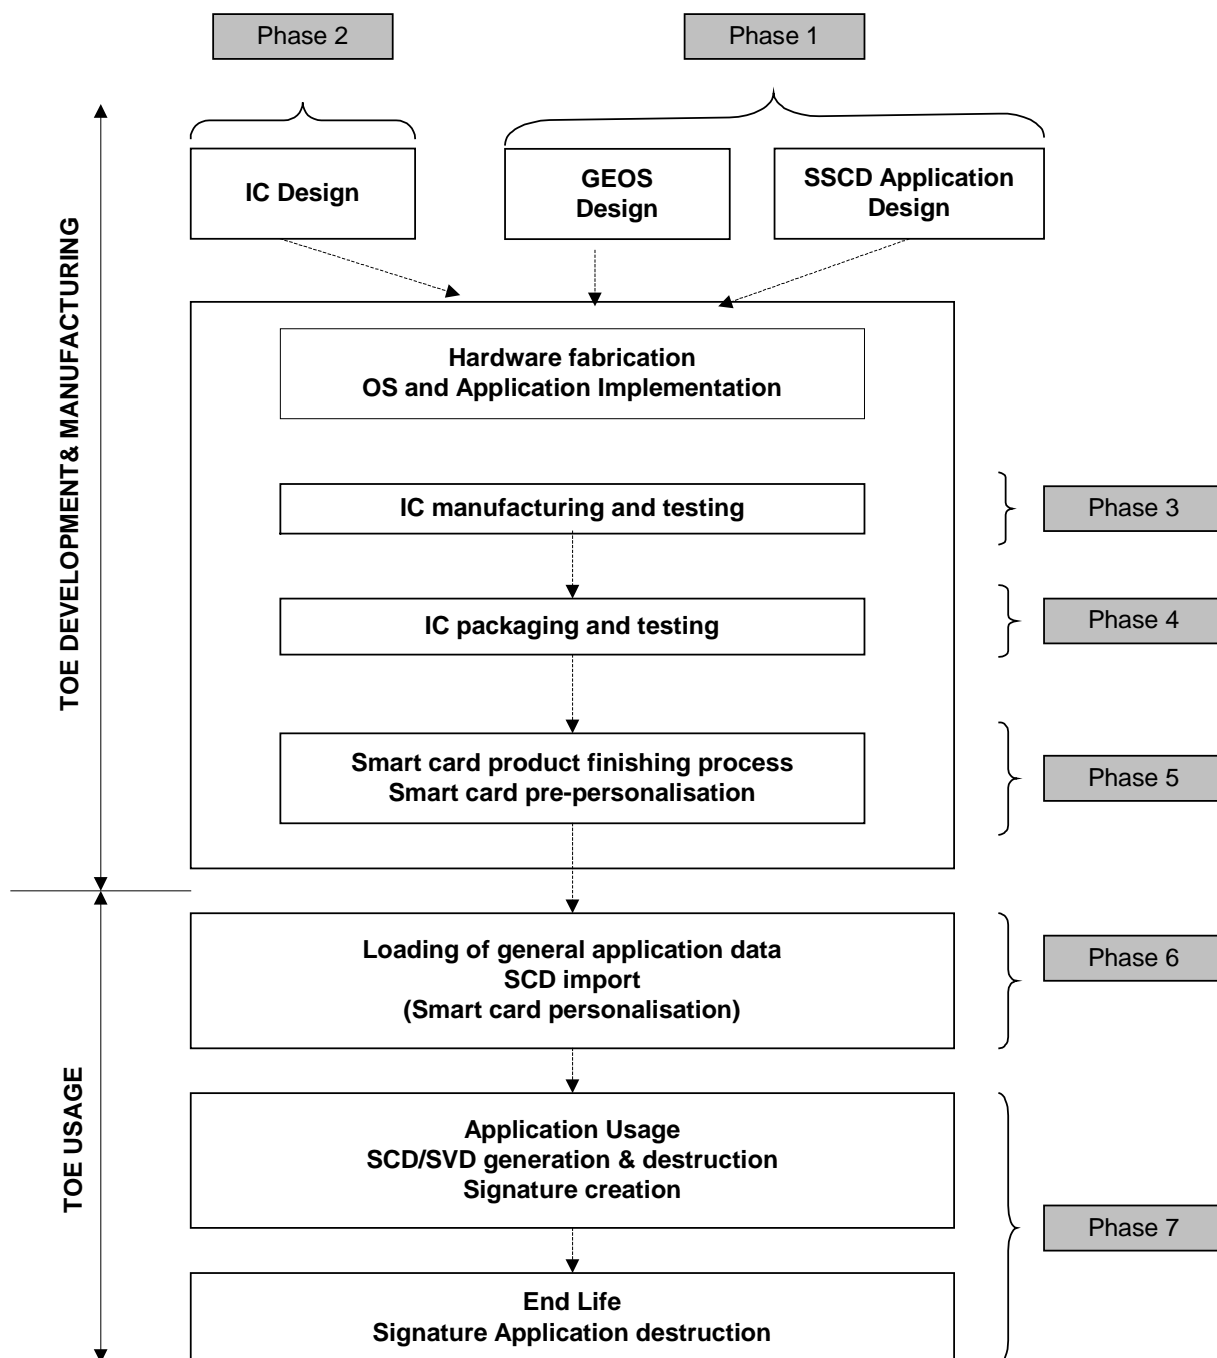 Phase 2
Phase 1
IC Design
GEOS
Design
SSCD Application
Design
TOE DEVELOPMENT& MANUFACTURING
Hardware fabrication
OS and Application Implementation
IC manufacturing and testing
Phase 3
IC packaging and testing
Phase 4
Smart card product finishing process
Smart card pre-personalisation
Phase 5
TOE USAGE
Loading of general application data
SCD import
(Smart card personalisation)
Phase 6
Application Usage
SCD/SVD generation & destruction
Signature creation
Phase 7
End Life
Signature Application destruction